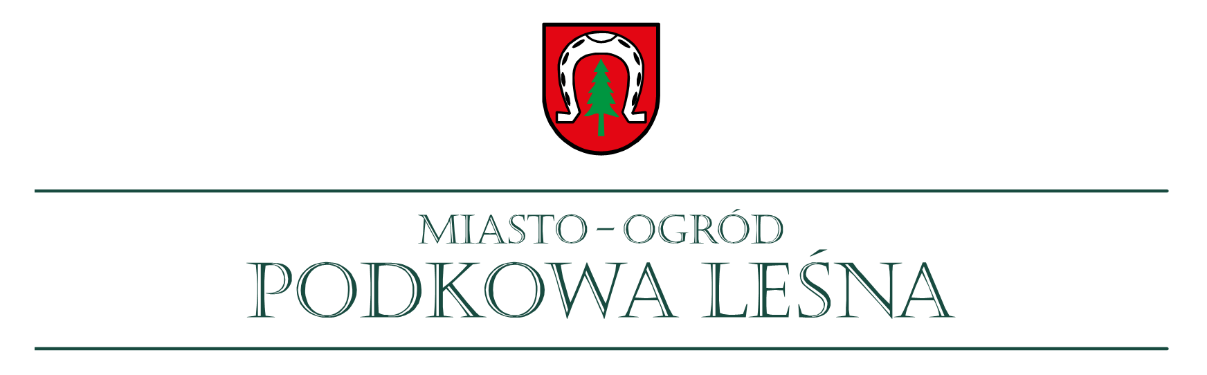 MIASTO – OGRÓD
PODKOWA LEŚNA